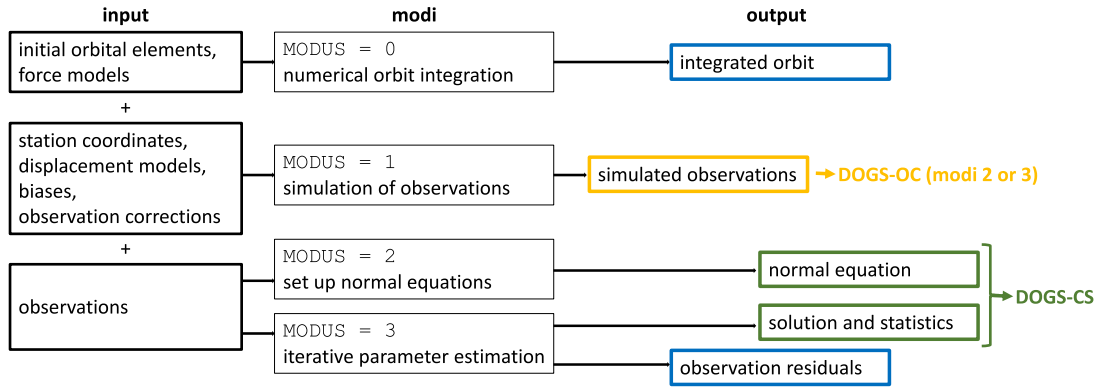 input
modi
output
initial orbital elements,
force models
MODUS = 0
numerical orbit integration
integrated orbit
+
station coordinates,
displacement models,
biases,
observation corrections
MODUS = 1
simulation of observations
simulated observations
DOGS-OC (modi 2 or 3)
+
observations
MODUS = 2
set up normal equations
normal equation
MODUS = 3
iterative parameter estimation
solution and statistics
observation residuals
DOGS-CS